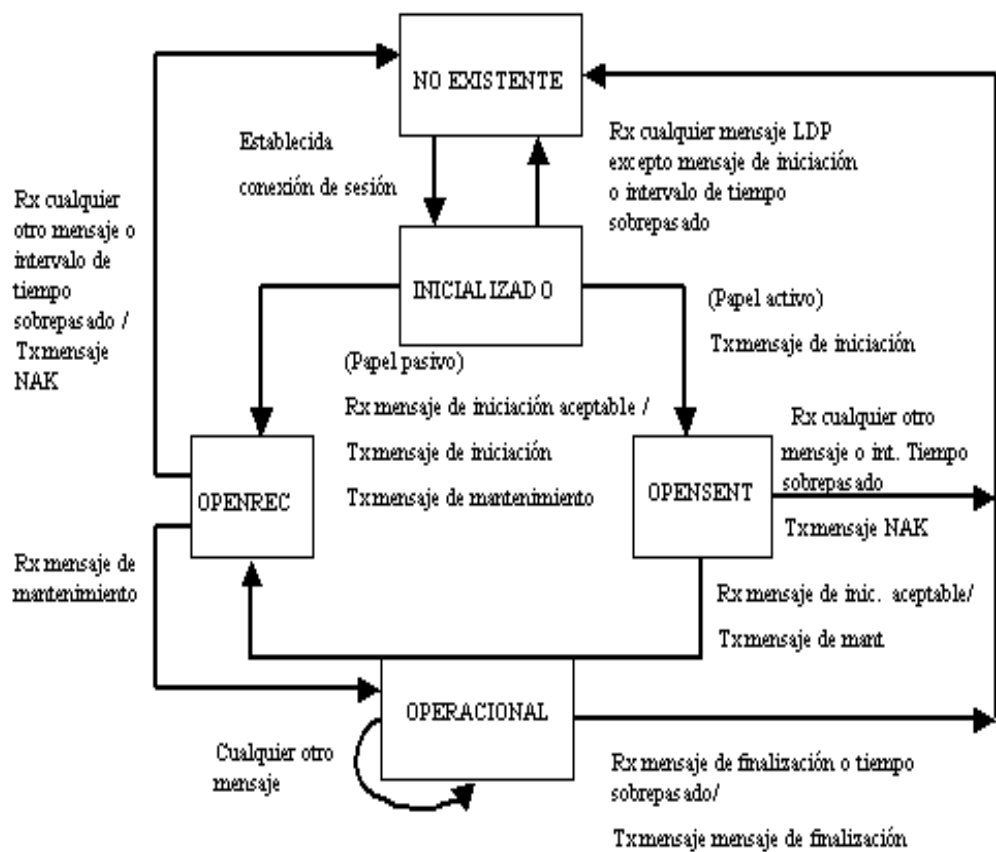 NO EXISTENTE
Establecida
conexión de sesión
Rx cualquier mensaje LDP
excepto mensaje de iniciación
o intervalo de tiempo
sobrepasado
Rx cualquier
otro mensaje o
intervalo de
tiempo
sobrepasado /
Tx mensaje
NAK
INICIALIZADO
(Papel activo)
Tx mensaje de iniciación
(Papel pasivo)
Rx mensaje de iniciación aceptable /
Tx mensaje de iniciación
Tx mensaje de mantenimiento
Rx cualquier otro
mensaje o int. Tiempo
sobrepasado
Tx mensaje NAK
OPENREC
OPENSENT
Rx mensaje de
mantenimiento
Rx mensaje de inic. aceptable/
Tx mensaje de mant.
OPERACIONAL
Cualquier otro
mensaje
Rx mensaje de finalización o tiempo
sobrepasado/
Tx mensaje mensaje de finalización